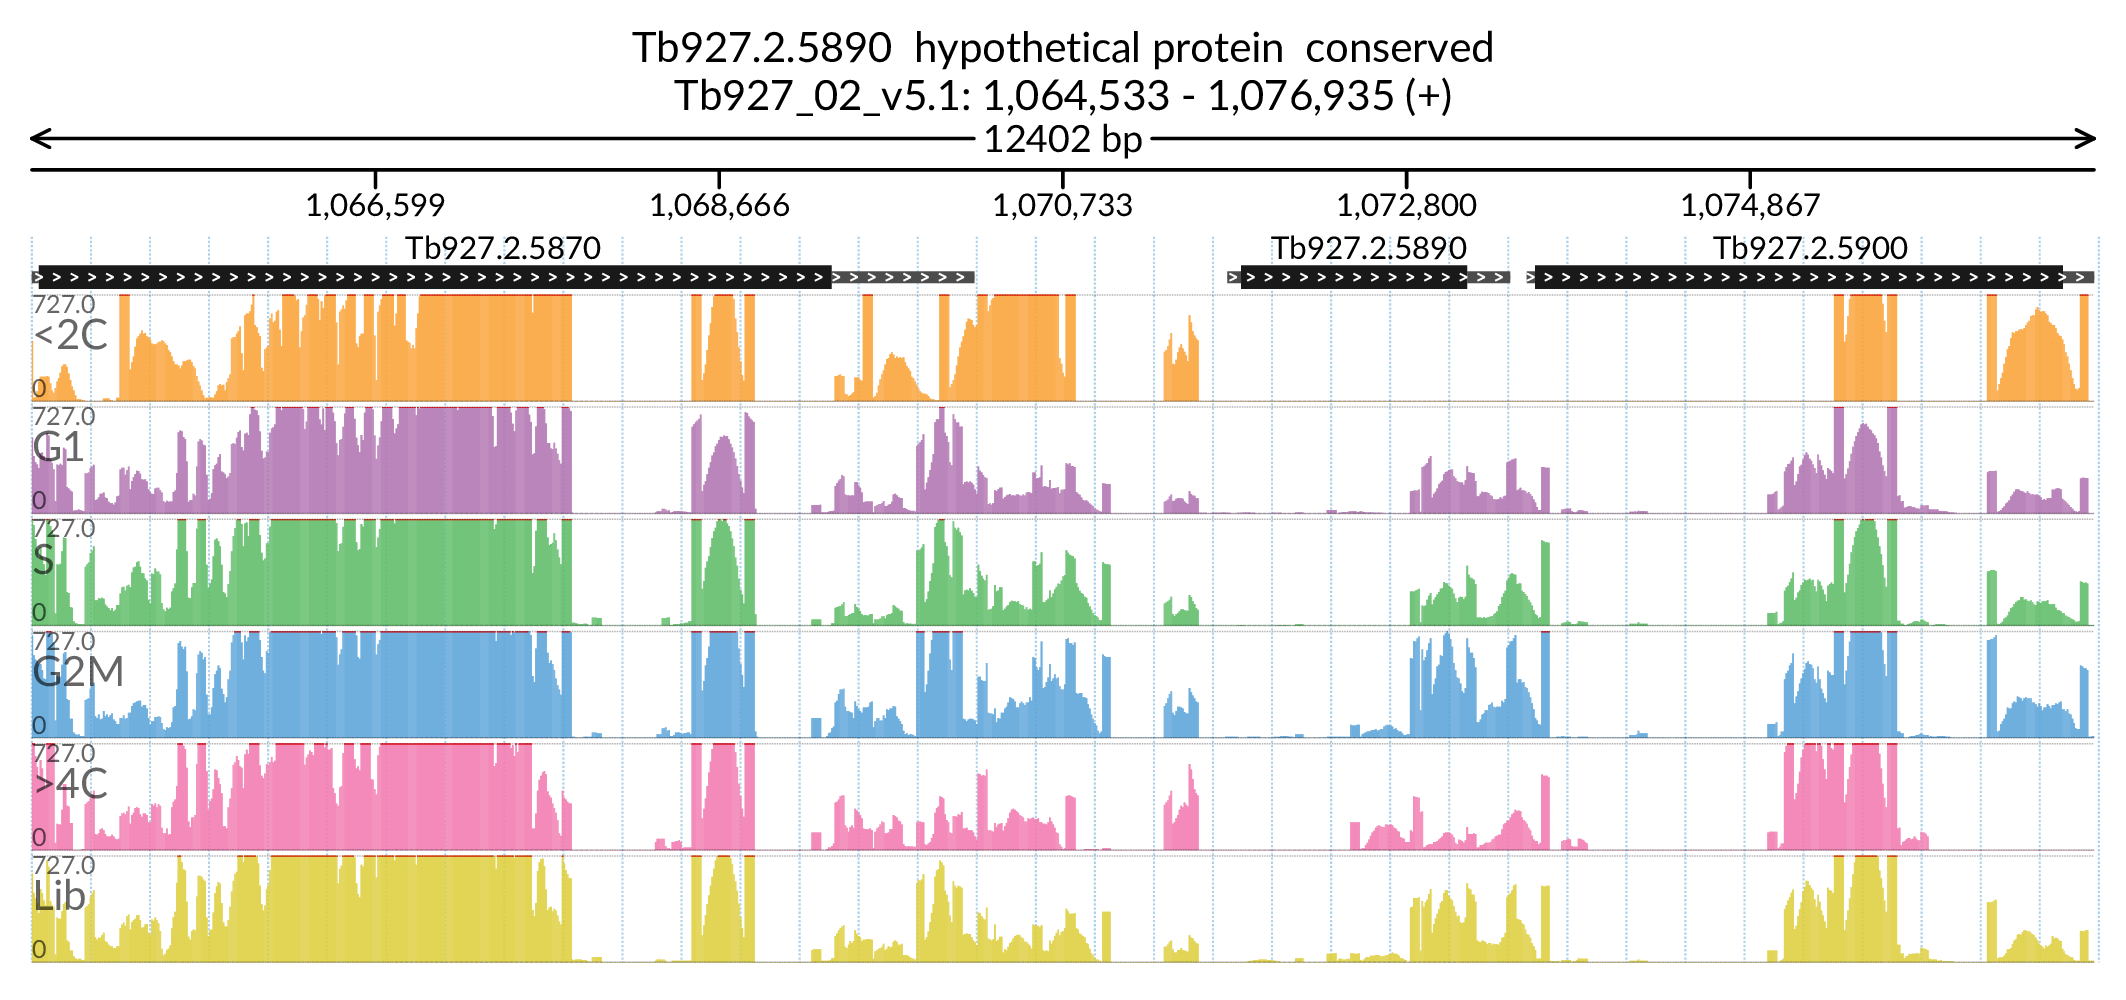 Tb927.2.5890 hypothetical protein conserved
Tb927_02_v5.1: 1,064,533 - 1,076,935 (+)
12402 bp
1,066,599 1,068,666 1,070,733 1,072,800 1,074,867
Tb927.2.5870 Tb927.2.5890 Tb927.2.5900
727.0
<2C
0
727.0
G1
0
727.0
S
0
727.0
G2M
0
727.0
>4C
0
727.0
Lib
0